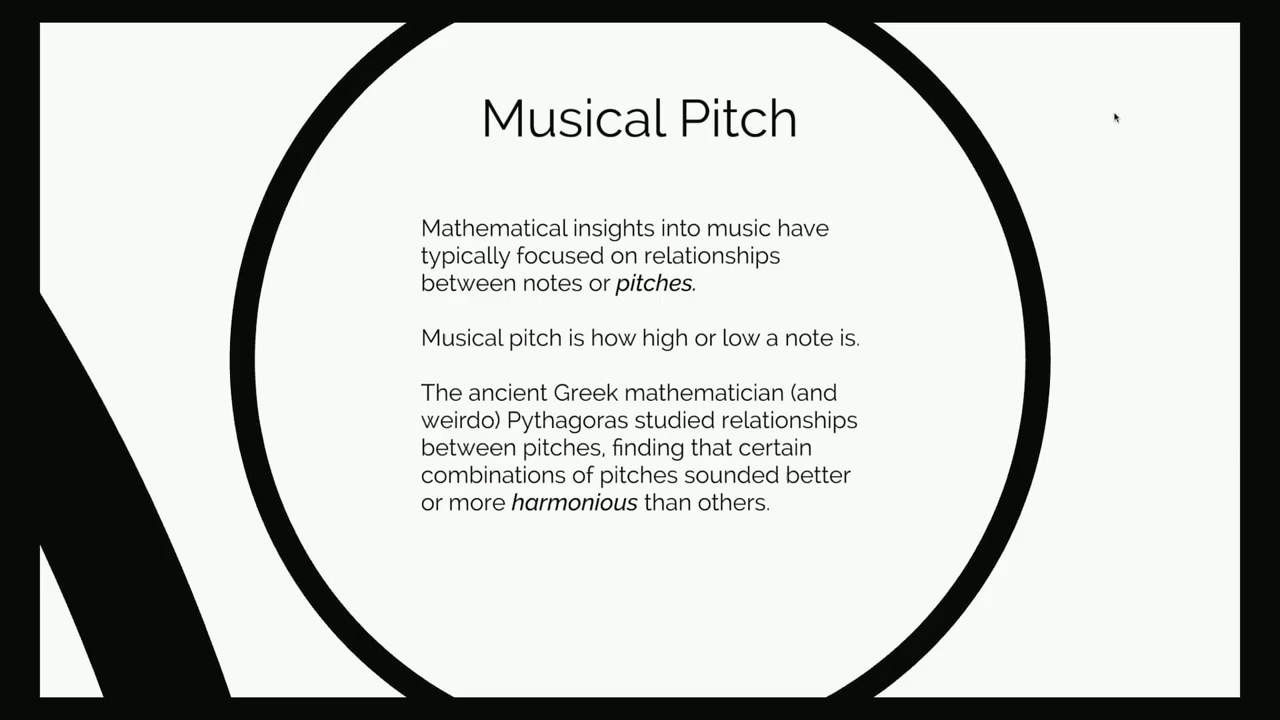 Musical Pitch
Mathematical insights into music have
typically focused on relationships
between notes or pitches.
Musical pitch is how high or low a note is.
The ancient Greek mathematician (and
weirdo) Pythagoras studied relationships
between pitches, finding that certain
combinations of pitches sounded better
or more harmonious than others.